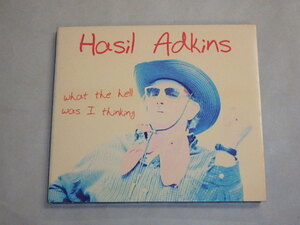 Hasil Adkins
what the hell
was I thinking